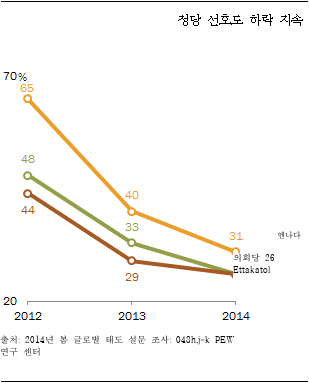 정당 선호도 하락 지속
70%
65
48
44
40
33
29
31
엔나다
의회당 26
Ettakatol
20
2012 2013 2014
출처: 2014년 봄 글로벌 태도 설문 조사: 048h,j-k PEW
연구 센터